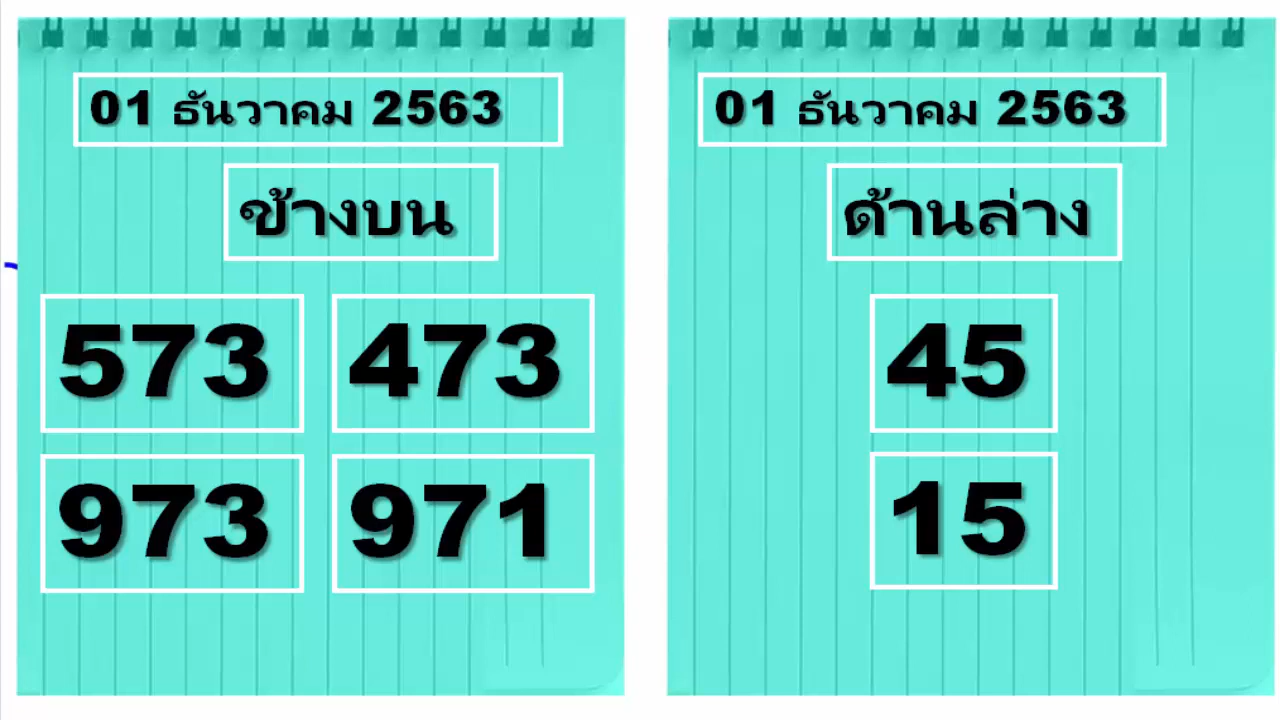 01 ธันวาคม 2563
ข้างบน
573 473
973 971
01 ธันวาคม 2563
ด้านล่าง
45
15